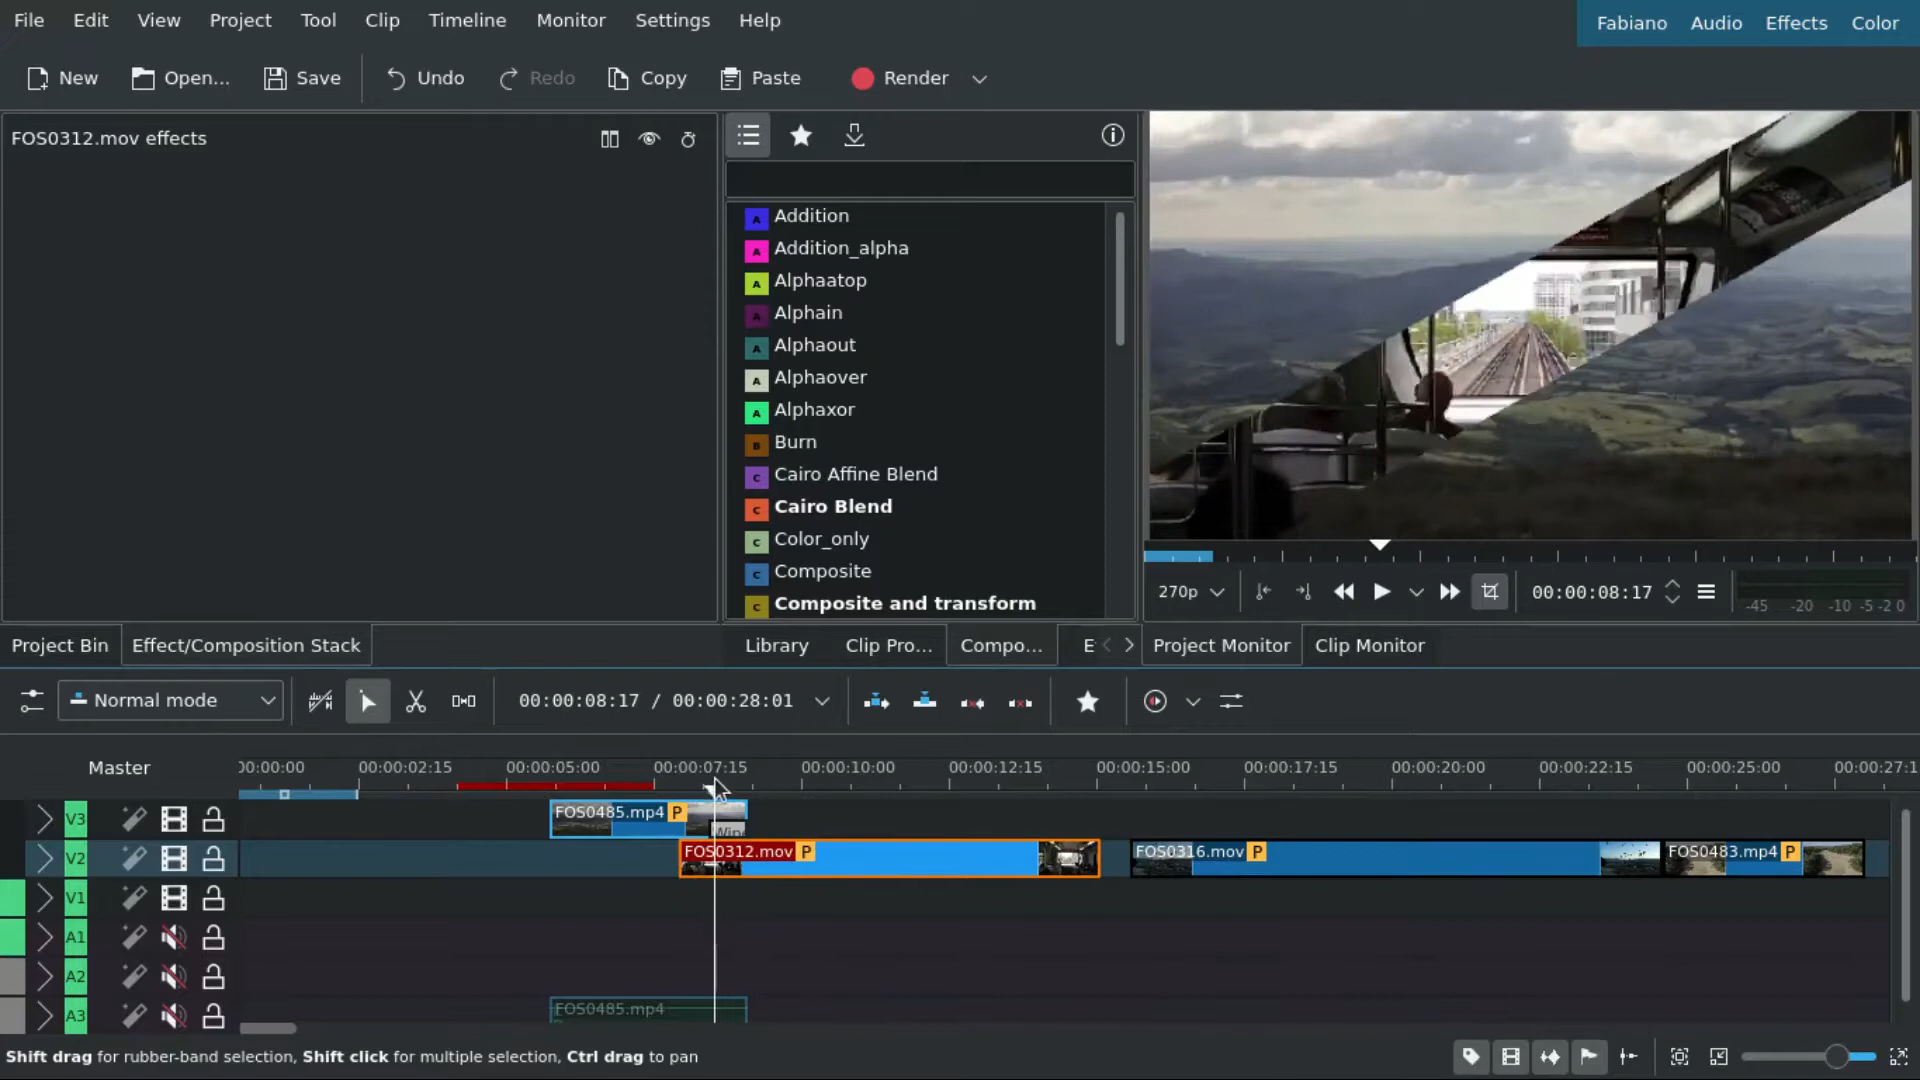 File Edit View Project Tool Clip Timeline Monitor Settings Help
Fabiano Audio Effects Color
New Open... Save Undo Redo Copy Paste Render
FOS0312.mov effects
Addition
Addition_alpha
Alphaatop
Alphain
Alphaout
Alphaover
Alphaxor
Burn
Cairo Affine Blend
Cairo Blend
Color_only
Composite
Composite and transform
270p 00:00:08:17 -45 -20 -10 -5 -2 0
Project Bin Effect/Composition Stack Library Clip Pro... Compo... Project Monitor Clip Monitor
Normal mode 00:00:08:17 / 00:00:28:01
Master 00:00:00 00:00:02:15 00:00:05:00 00:00:07:15 00:00:10:00 00:00:12:15 00:00:15:00 00:00:17:15 00:00:20:00 00:00:22:15 00:00:25:00 00:00:27:1
V3 FOS0485.mp4 P
V2 FOS0312.mov P FOS0316.mov P FOS0483.mp4 P
V1
A1
A2
A3 FOS0485.mp4
Shift drag for rubber-band selection, Shift click for multiple selection, Ctrl drag to pan